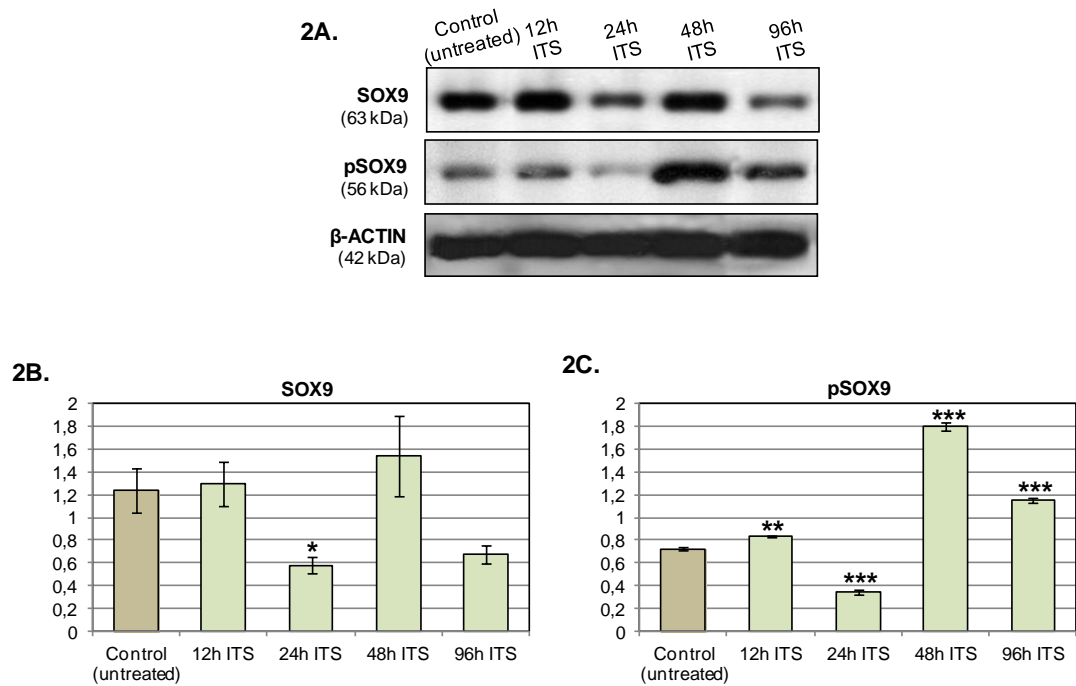 2A.
Control
(untreated)
12h
ITS
24h
ITS
48h
ITS
96h
ITS
SOX9
(63 kDa)
pSOX9
(56 kDa)
β-ACTIN
(42 kDa)
2B.
SOX9
2
1,8
1,6
1,4
1,2
1
0,8
0,6
0,4
0,2
0
*
Control
(untreated)
12h ITS
24h ITS
48h ITS
96h ITS
2C.
pSOX9
2
1,8
1,6
1,4
1,2
1
0,8
0,6
0,4
0,2
0
**
***
***
***
Control
(untreated)
12h ITS
24h ITS
48h ITS
96h ITS